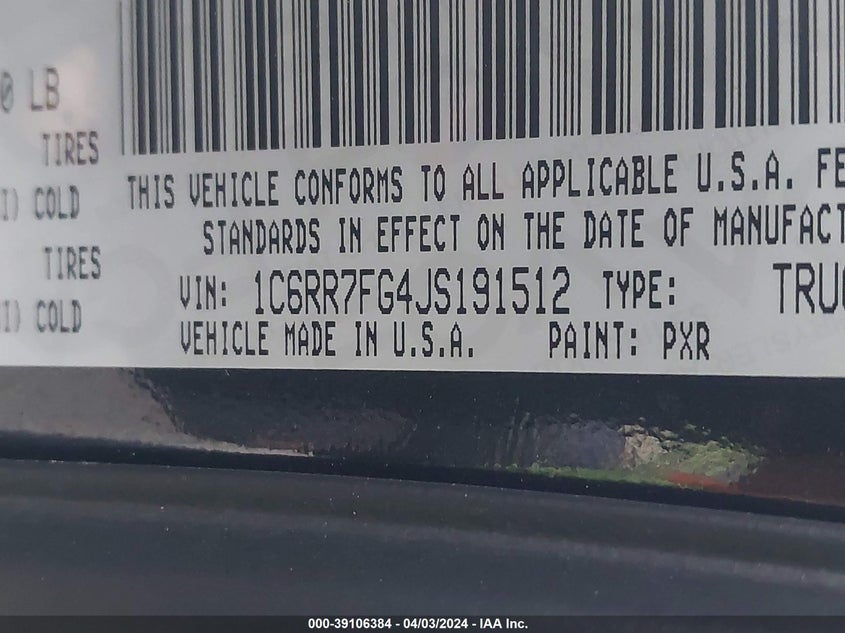 0 LB
TIRES
I) COLD
TIRES
I) COLD
THIS VEHICLE CONFORMS TO ALL APPLICABLE U.S.A. FE
STANDARDS IN EFFECT ON THE DATE OF MANUFACT
VIN: 1C6RR7FG4JS191512 TYPE: TRUC
VEHICLE MADE IN U.S.A. PAINT: PXR
000-39106384 - 04/03/2024 - IAA Inc.